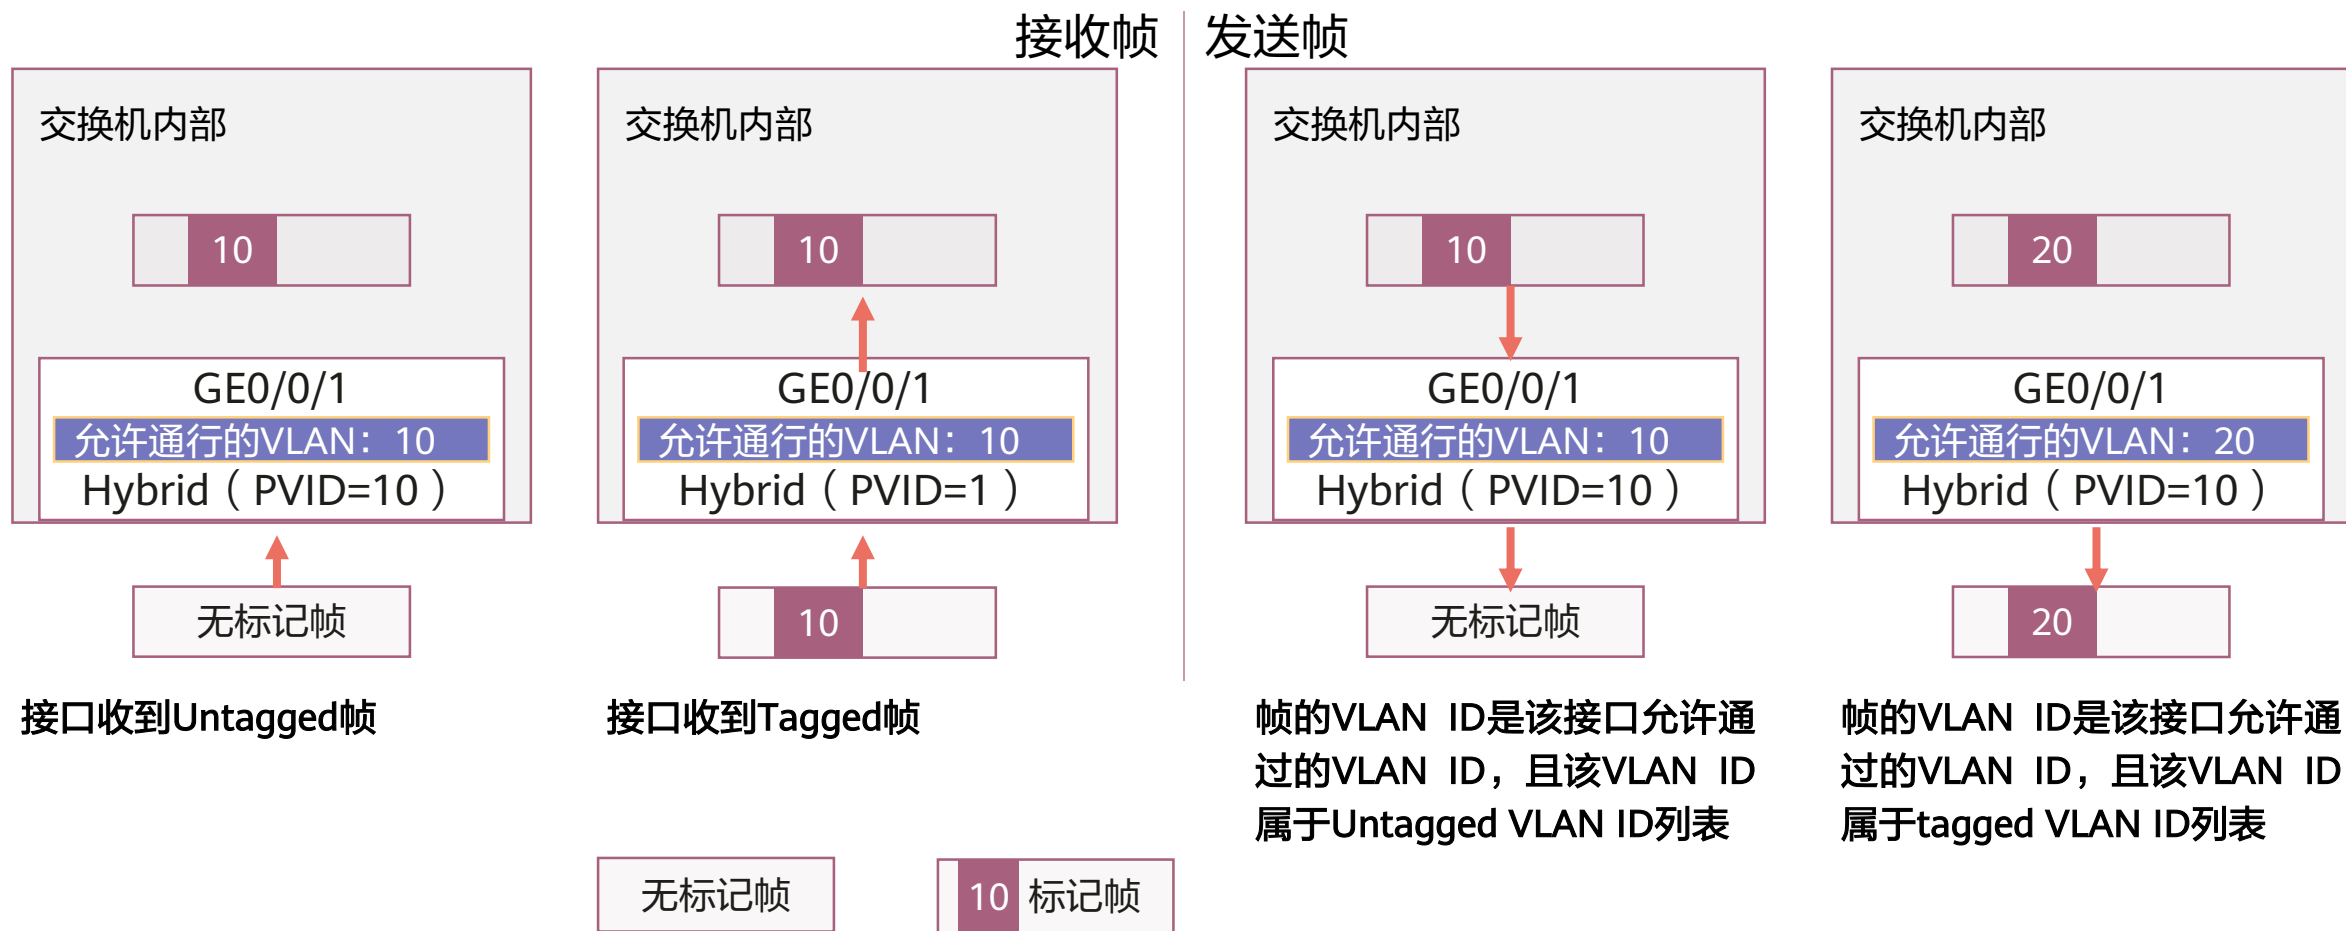 接收帧
发送帧
交换机内部
10
GE0/0/1
允许通行的VLAN：10
Hybrid（PVID=10）
无标记帧
接口收到Untagged帧
交换机内部
10
GE0/0/1
允许通行的VLAN：10
Hybrid（PVID=1）
10
接口收到Tagged帧
交换机内部
10
GE0/0/1
允许通行的VLAN：10
Hybrid（PVID=10）
无标记帧
帧的VLAN ID是该接口允许通
过的VLAN ID，且该VLAN ID
属于Untagged VLAN ID列表
交换机内部
20
GE0/0/1
允许通行的VLAN：20
Hybrid（PVID=10）
20
帧的VLAN ID是该接口允许通
过的VLAN ID，且该VLAN ID
属于tagged VLAN ID列表
无标记帧
10 标记帧